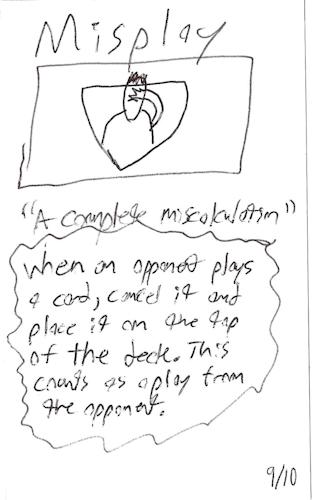 Misplay
"A complete miscalculation"
When an opponent plays
a card, cancel it and
place it on the top
of the deck. This
counts as a play from
the opponent.
9/10